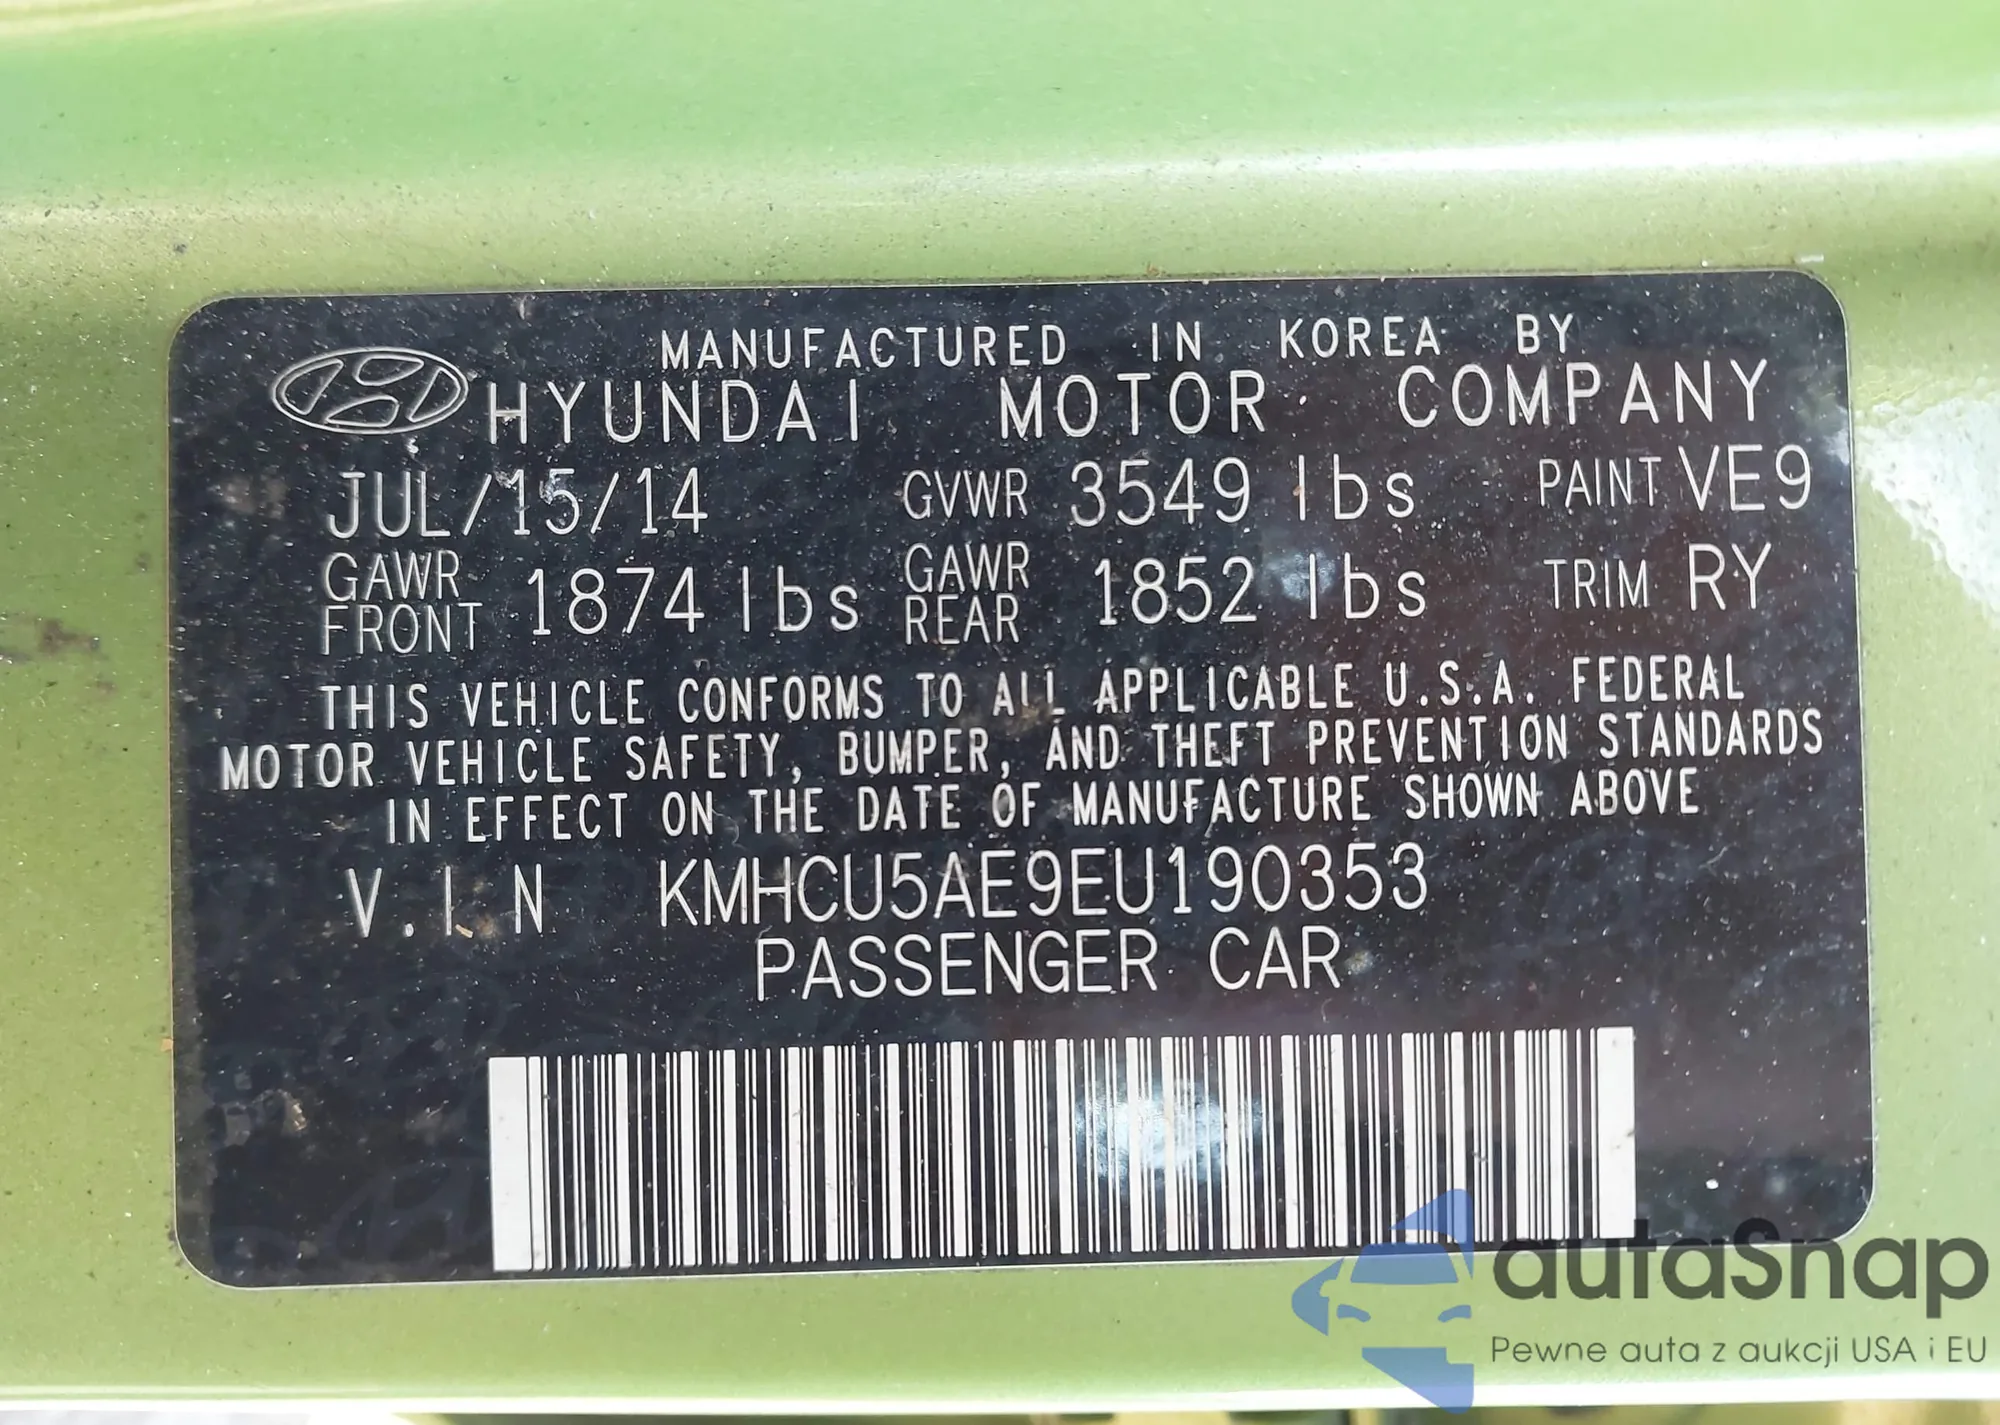 MANUFACTURED IN KOREA BY
HYUNDAI MOTOR COMPANY
JUL/15/14 GVWR 3549 lbs PAINT VE9
GAWR FRONT 1874 lbs GAWR REAR 1852 lbs TRIM RY
THIS VEHICLE CONFORMS TO ALL APPLICABLE U.S.A. FEDERAL
MOTOR VEHICLE SAFETY, BUMPER, AND THEFT PREVENTION STANDARDS
IN EFFECT ON THE DATE OF MANUFACTURE SHOWN ABOVE
V.I.N KMHCU5AE9EU190353
PASSENGER CAR
autaSnap
Pewne auta z aukcji USA i EU